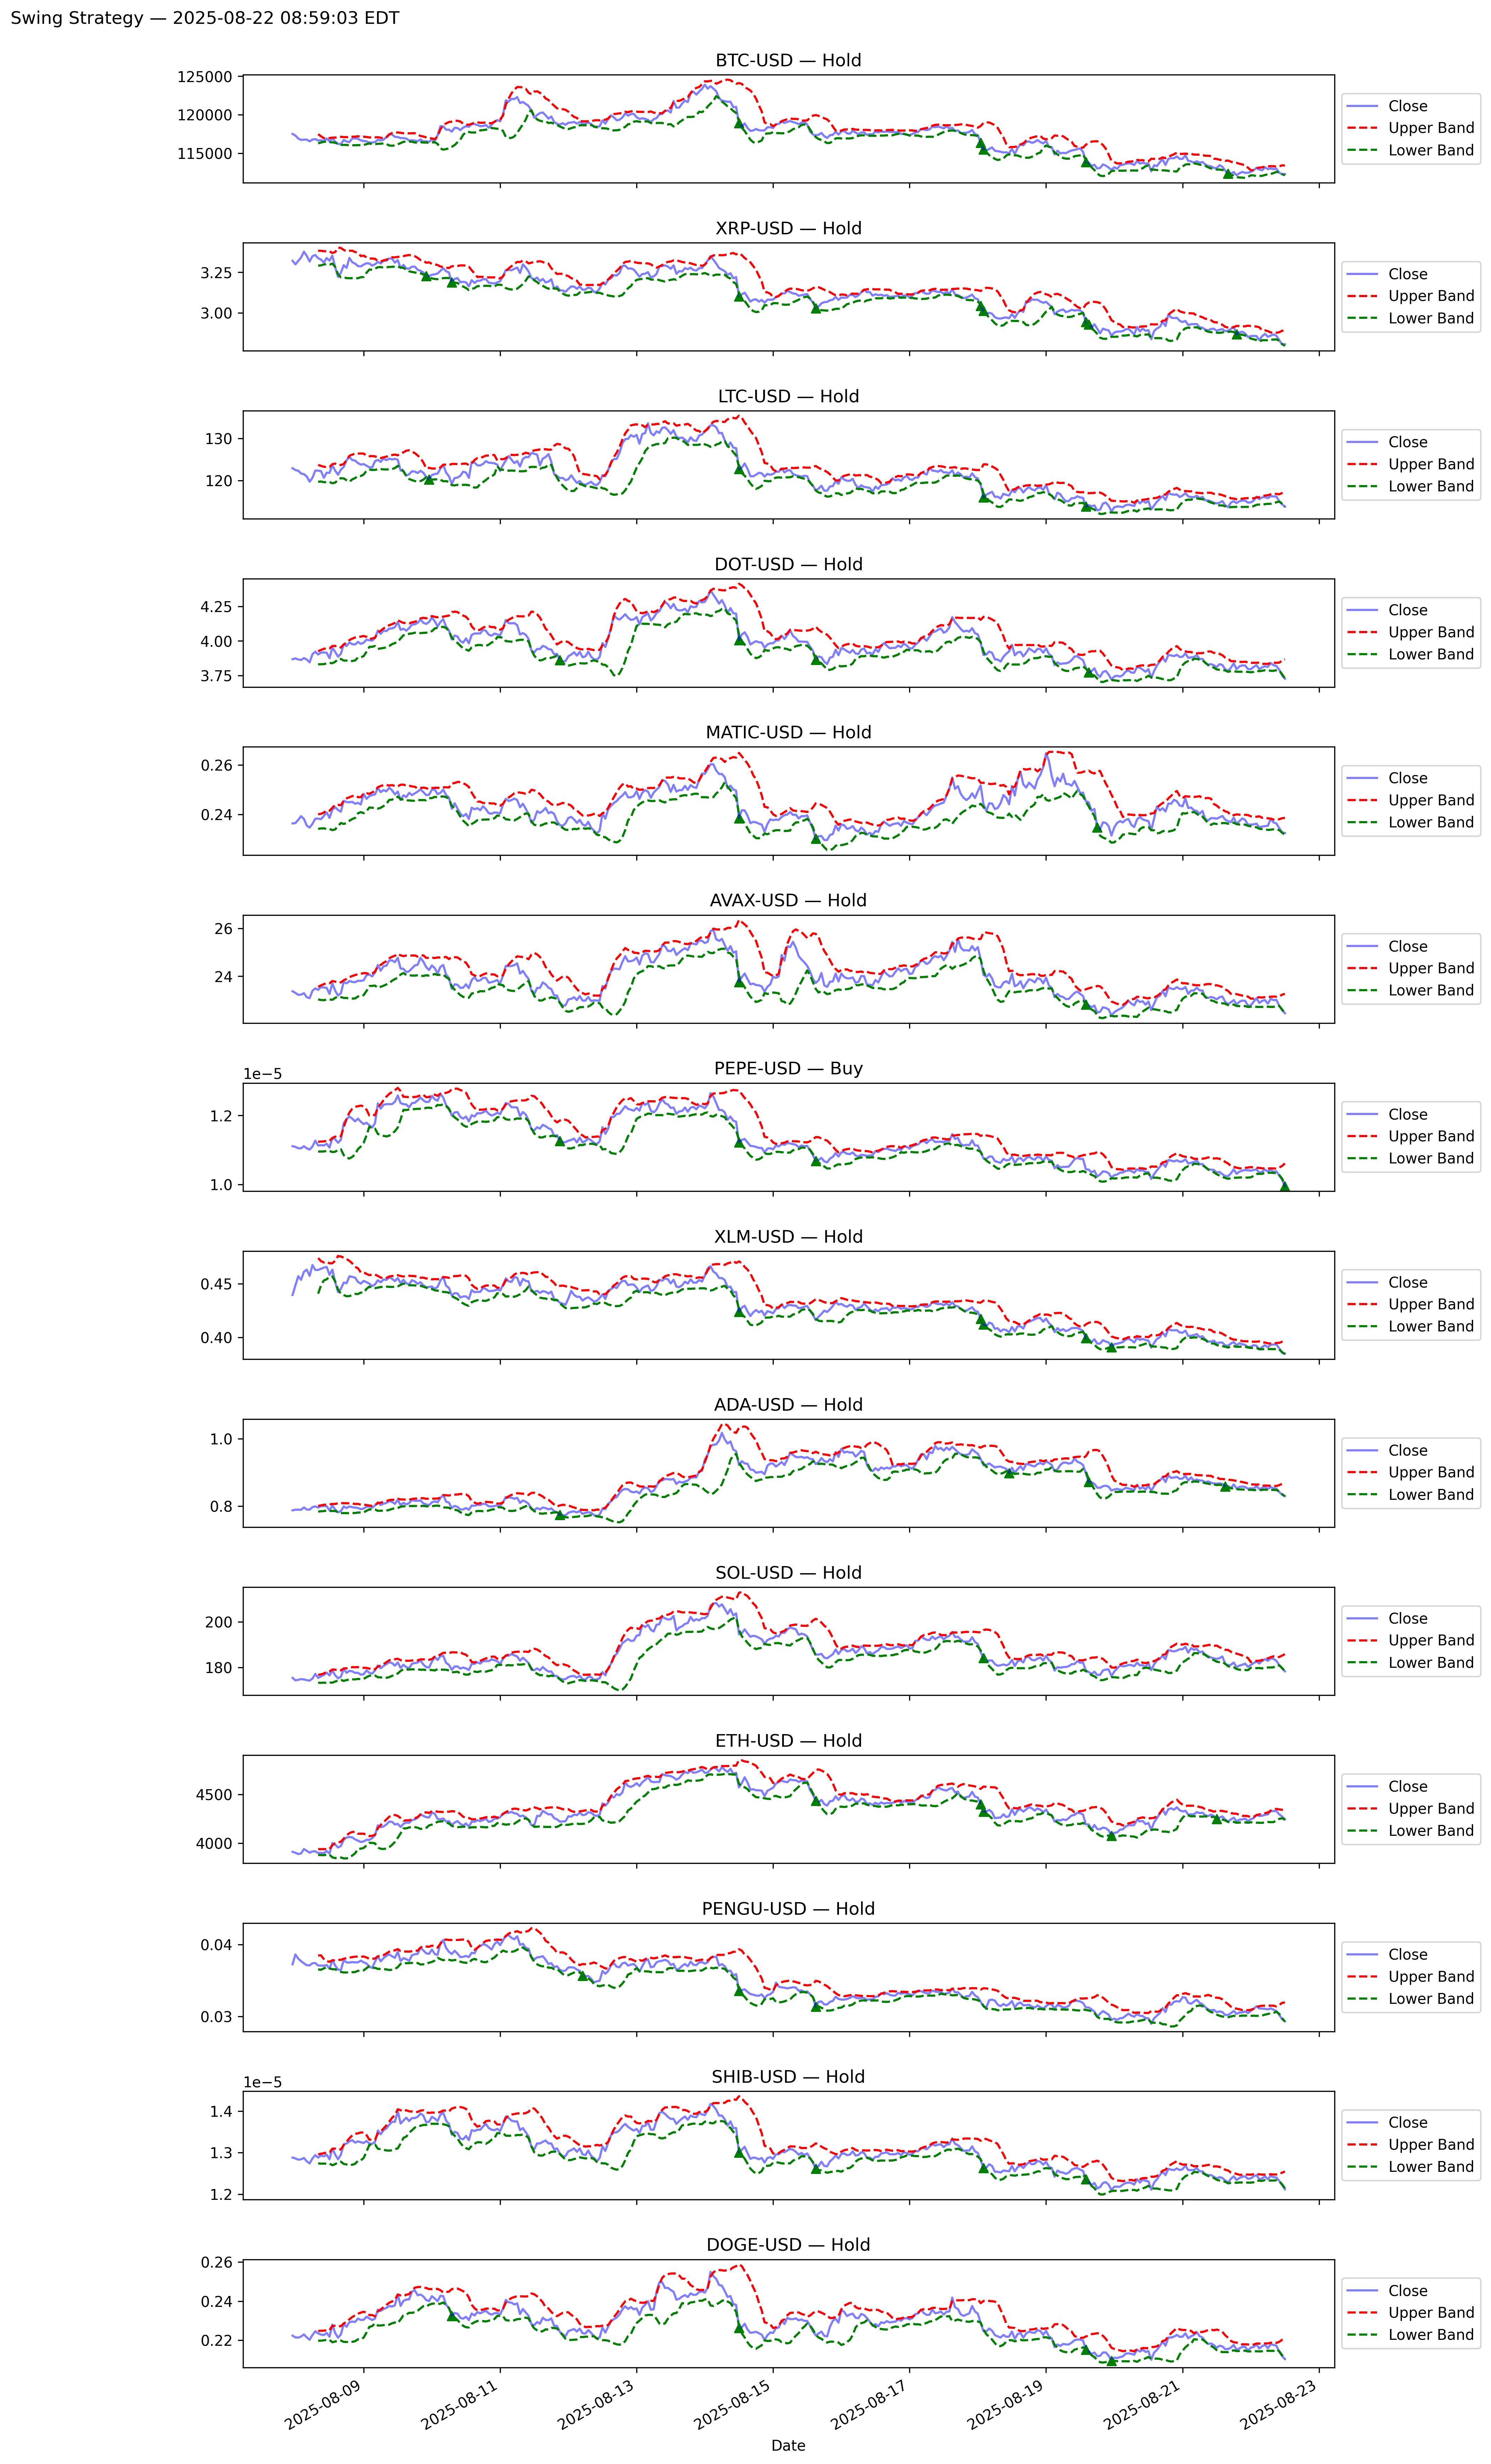 Swing Strategy — 2025-08-22 08:59:03 EDT
BTC-USD — Hold
125000
120000
115000
Close
Upper Band
Lower Band
XRP-USD — Hold
3.25
3.00
Close
Upper Band
Lower Band
LTC-USD — Hold
130
120
Close
Upper Band
Lower Band
DOT-USD — Hold
4.25
4.00
3.75
Close
Upper Band
Lower Band
MATIC-USD — Hold
0.26
0.24
Close
Upper Band
Lower Band
AVAX-USD — Hold
26
24
Close
Upper Band
Lower Band
PEPE-USD — Buy
1e−5
1.2
1.0
Close
Upper Band
Lower Band
XLM-USD — Hold
0.45
0.40
Close
Upper Band
Lower Band
ADA-USD — Hold
1.0
0.8
Close
Upper Band
Lower Band
SOL-USD — Hold
200
180
Close
Upper Band
Lower Band
ETH-USD — Hold
4500
4000
Close
Upper Band
Lower Band
PENGU-USD — Hold
0.04
0.03
Close
Upper Band
Lower Band
SHIB-USD — Hold
1e−5
1.4
1.3
1.2
Close
Upper Band
Lower Band
DOGE-USD — Hold
0.26
0.24
0.22
Close
Upper Band
Lower Band
2025-08-09
2025-08-11
2025-08-13
2025-08-15
2025-08-17
2025-08-19
2025-08-21
2025-08-23
Date